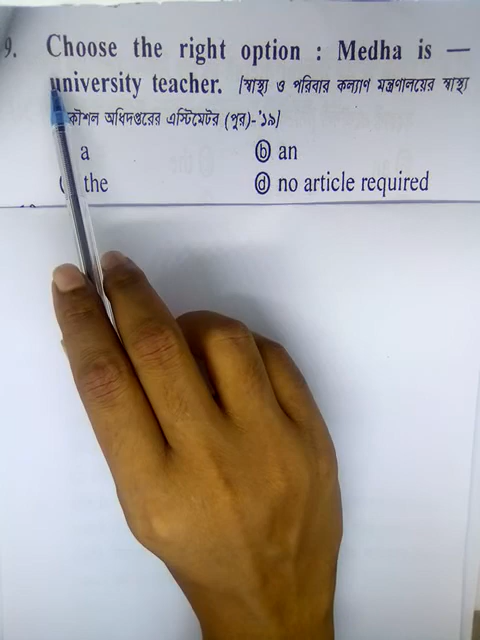 9. Choose the right option : Medha is —
university teacher. [স্বাস্থ্য ও পরিবার কল্যাণ মন্ত্রণালয়ের স্বাস্থ্য
কৌশল অধিদপ্তরের এস্টিমেটর (পুর)-'১৯]
a ⓑ an
the ⓓ no article required